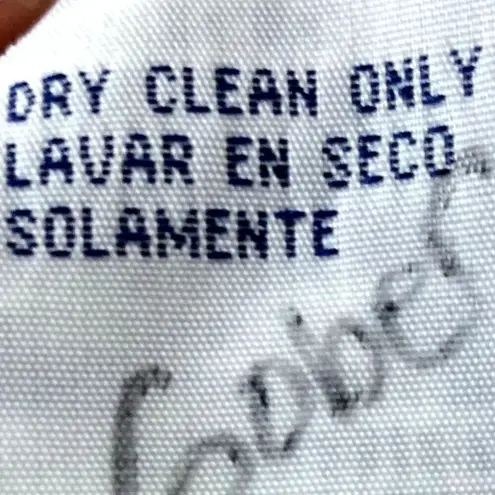 DRY CLEAN ONLY
LAVAR EN SECO
SOLAMENTE